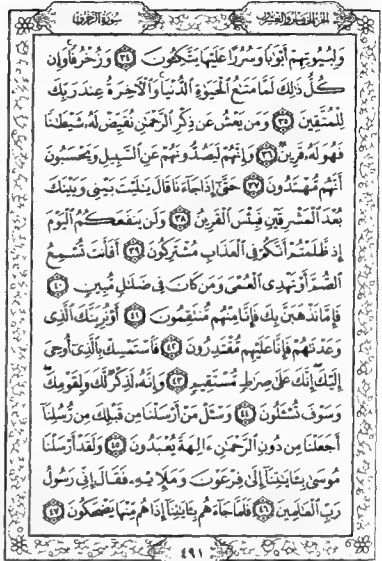 سورة الزخرف الجزء الخامس والعشرون
وَلِبُيُوتِهِمْ أَبْوَٰبًا وَسُرُرًا عَلَيْهَا يَتَّكِـُٔونَ ٣٤ وَزُخْرُفًا وَإِن
كُلُّ ذَٰلِكَ لَمَّا مَتَٰعُ ٱلْحَيَوٰةِ ٱلدُّنْيَا وَٱلْـَٔاخِرَةُ عِندَ رَبِّكَ
لِلْمُتَّقِينَ ٣٥ وَمَن يَعْشُ عَن ذِكْرِ ٱلرَّحْمَٰنِ نُقَيِّضْ لَهُۥ شَيْطَٰنًا
فَهُوَ لَهُۥ قَرِينٌ ٣٦ وَإِنَّهُمْ لَيَصُدُّونَهُمْ عَنِ ٱلسَّبِيلِ وَيَحْسَبُونَ
أَنَّهُم مُّهْتَدُونَ ٣٧ حَتَّىٰٓ إِذَا جَآءَنَا قَالَ يَٰلَيْتَ بَيْنِى وَبَيْنَكَ
بُعْدَ ٱلْمَشْرِقَيْنِ فَبِئْسَ ٱلْقَرِينُ ٣٨ وَلَن يَنفَعَكُمُ ٱلْيَوْمَ
إِذ ظَّلَمْتُمْ أَنَّكُمْ فِى ٱلْعَذَابِ مُشْتَرِكُونَ ٣٩ أَفَأَنتَ تُسْمِعُ
ٱلصُّمَّ أَوْ تَهْدِى ٱلْعُمْىَ وَمَن كَانَ فِى ضَلَٰلٍ مُّبِينٍ ٤٠
فَإِمَّا نَذْهَبَنَّ بِكَ فَإِنَّا مِنْهُم مُّنتَقِمُونَ ٤١ أَوْ نُرِيَنَّكَ ٱلَّذِى
وَعَدْنَٰهُمْ فَإِنَّا عَلَيْهِم مُّقْتَدِرُونَ ٤٢ فَٱسْتَمْسِكْ بِٱلَّذِىٓ أُوحِىَ
إِلَيْكَ إِنَّكَ عَلَىٰ صِرَٰطٍ مُّسْتَقِيمٍ ٤٣ وَإِنَّهُۥ لَذِكْرٌ لَّكَ وَلِقَوْمِكَ
وَسَوْفَ تُسْـَٔلُونَ ٤٤ وَسْـَٔلْ مَنْ أَرْسَلْنَا مِن قَبْلِكَ مِن رُّسُلِنَآ
أَجَعَلْنَا مِن دُونِ ٱلرَّحْمَٰنِ ءَالِهَةً يُعْبَدُونَ ٤٥ وَلَقَدْ أَرْسَلْنَا
مُوسَىٰ بِـَٔايَٰتِنَآ إِلَىٰ فِرْعَوْنَ وَمَلَإِي۟هِۦ فَقَالَ إِنِّى رَسُولُ
رَبِّ ٱلْعَٰلَمِينَ ٤٦ فَلَمَّا جَآءَهُم بِـَٔايَٰتِنَآ إِذَا هُم مِّنْهَا يَضْحَكُونَ ٤٧
٤٩١